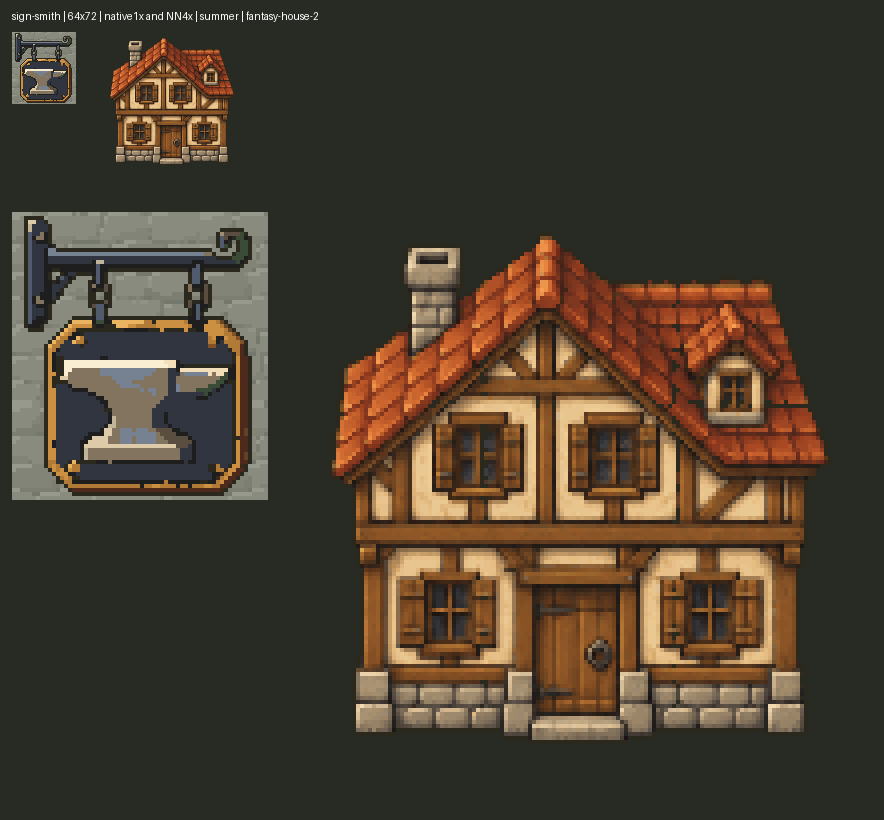 sign-smith | 64x72 | native1x and NN4x | summer | fantasy-house-2